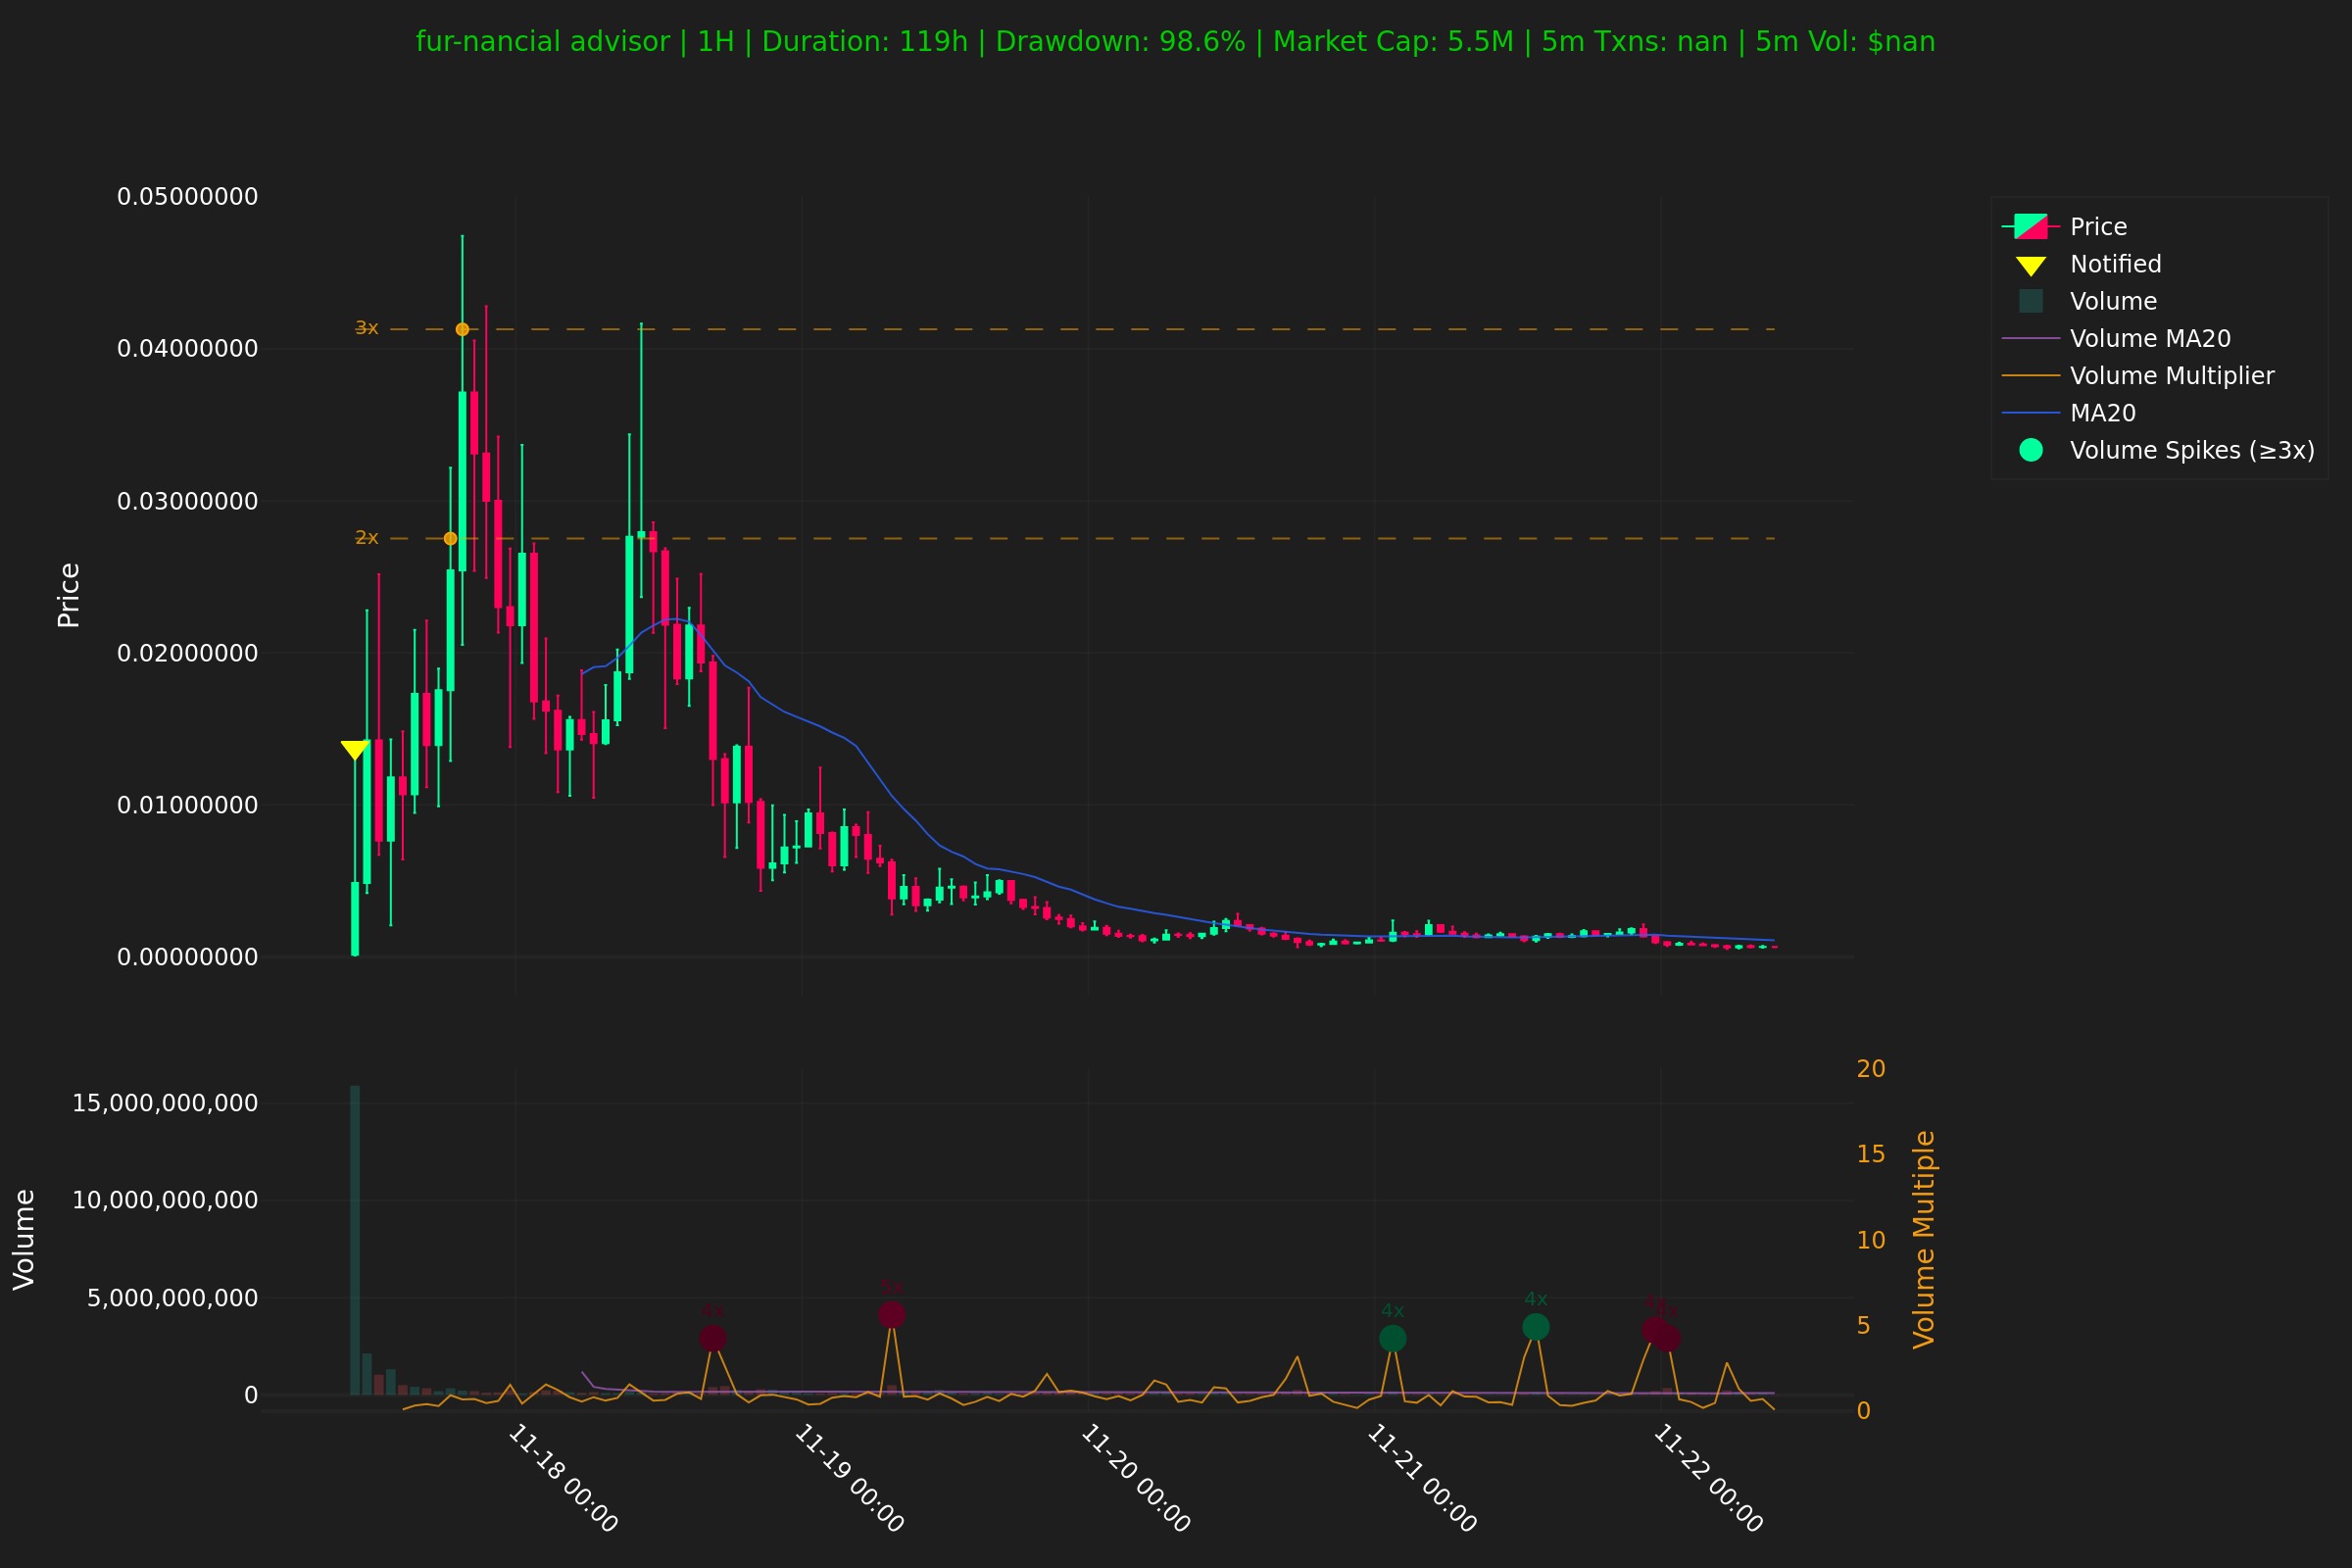 fur-nancial advisor | 1H | Duration: 119h | Drawdown: 98.6% | Market Cap: 5.5M | 5m Txns: nan | 5m Vol: $nan
0.05000000
0.04000000
0.03000000
0.02000000
0.01000000
0.00000000
Price
3x
2x
Price
Notified
Volume
Volume MA20
Volume Multiplier
MA20
Volume Spikes (≥3x)
15,000,000,000
10,000,000,000
5,000,000,000
0
Volume
4x
5x
4x
4x
20
15
10
5
0
Volume Multiple
11-18 00:00
11-19 00:00
11-20 00:00
11-21 00:00
11-22 00:00